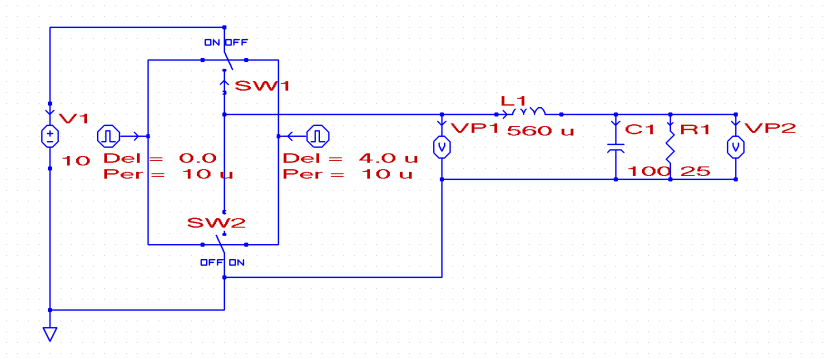 ON OFF
SW1
L1
V1
VP1
560 u
C1
R1
VP2
10
Del = 0.0
Per = 10 u
Del = 4.0 u
Per = 10 u
V
V
100
25
SW2
OFF ON